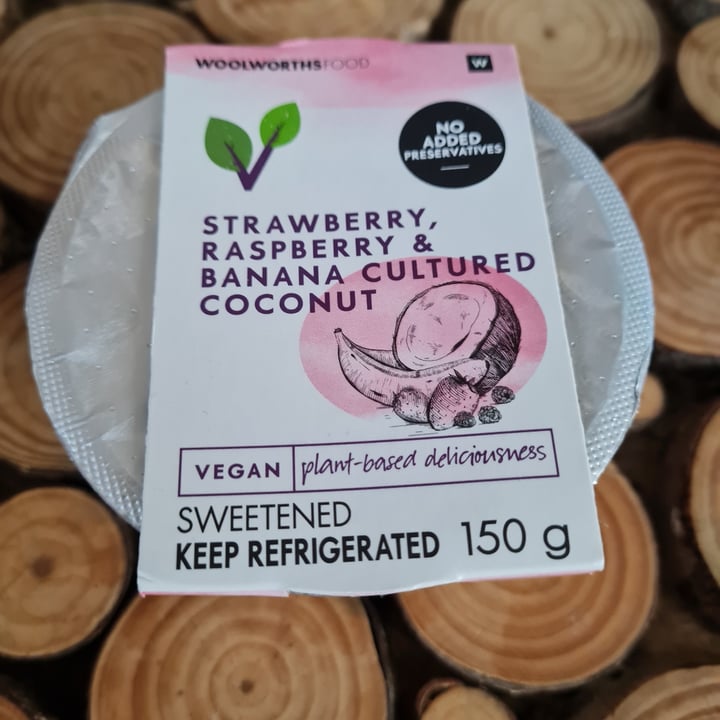 WOOLWORTHSFOOD
W
NO
ADDED
PRESERVATIVES
STRAWBERRY,
RASPBERRY &
BANANA CULTURED
COCONUT
VEGAN plant-based deliciousness
SWEETENED
KEEP REFRIGERATED 150 g